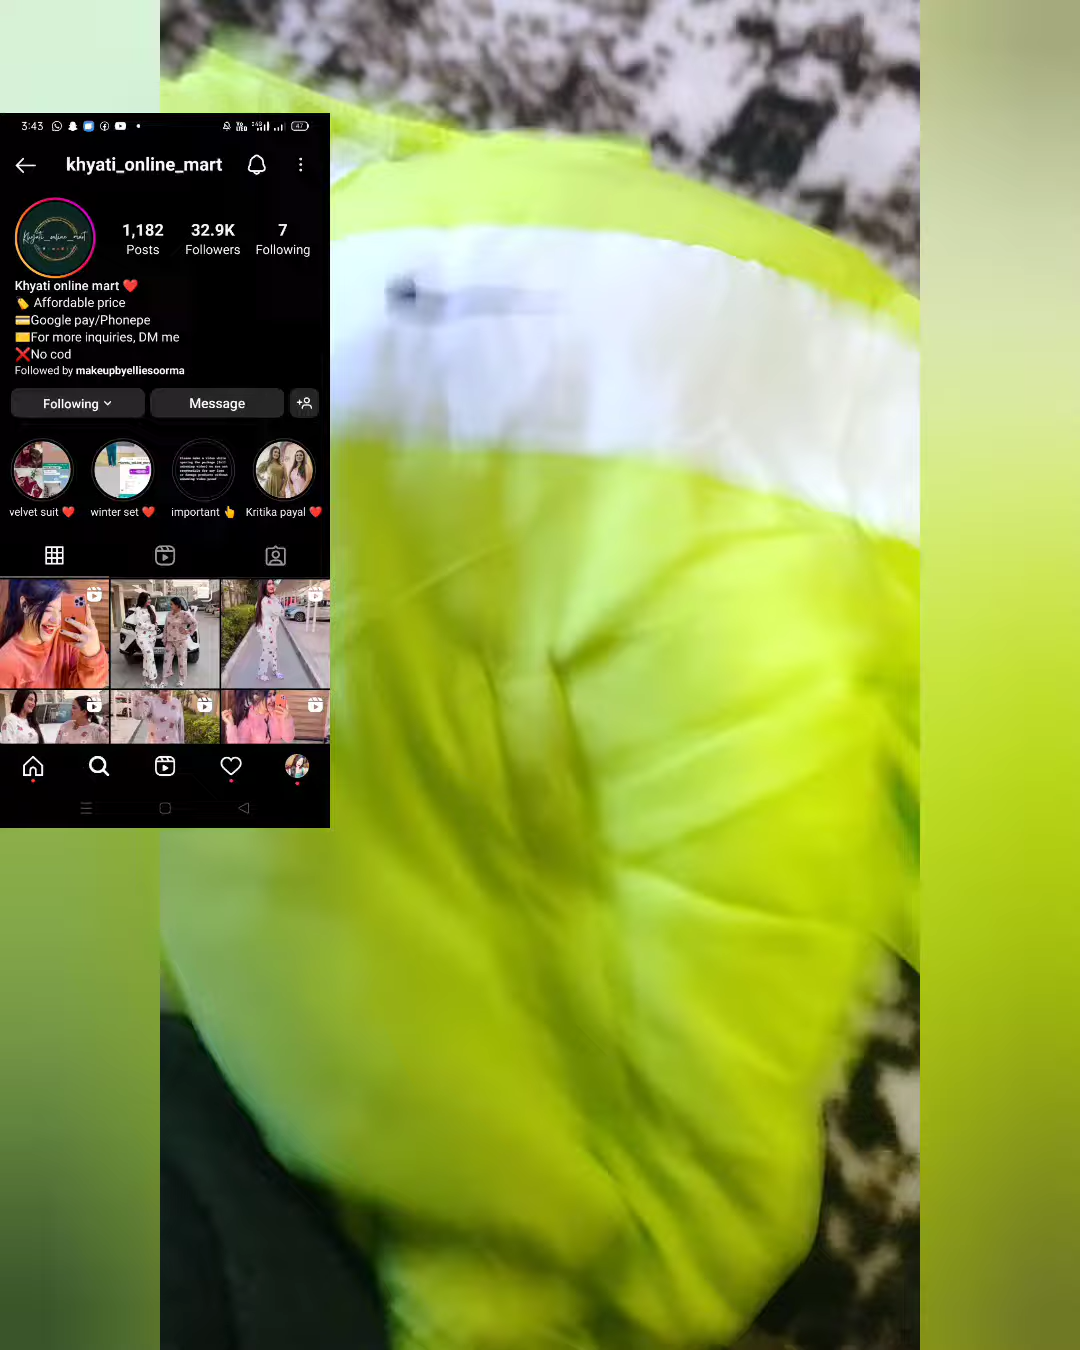 3:43
47
khyati_online_mart
1,182
Posts
32.9K
Followers
7
Following
Khyati online mart ❤️
🏷️ Affordable price
💳Google pay/Phonepe
✉️For more inquiries, DM me
❌No cod
Followed by makeupbyelliesoorma
Following
Message
velvet suit ❤️
winter set ❤️
important 👆
Kritika payal ❤️